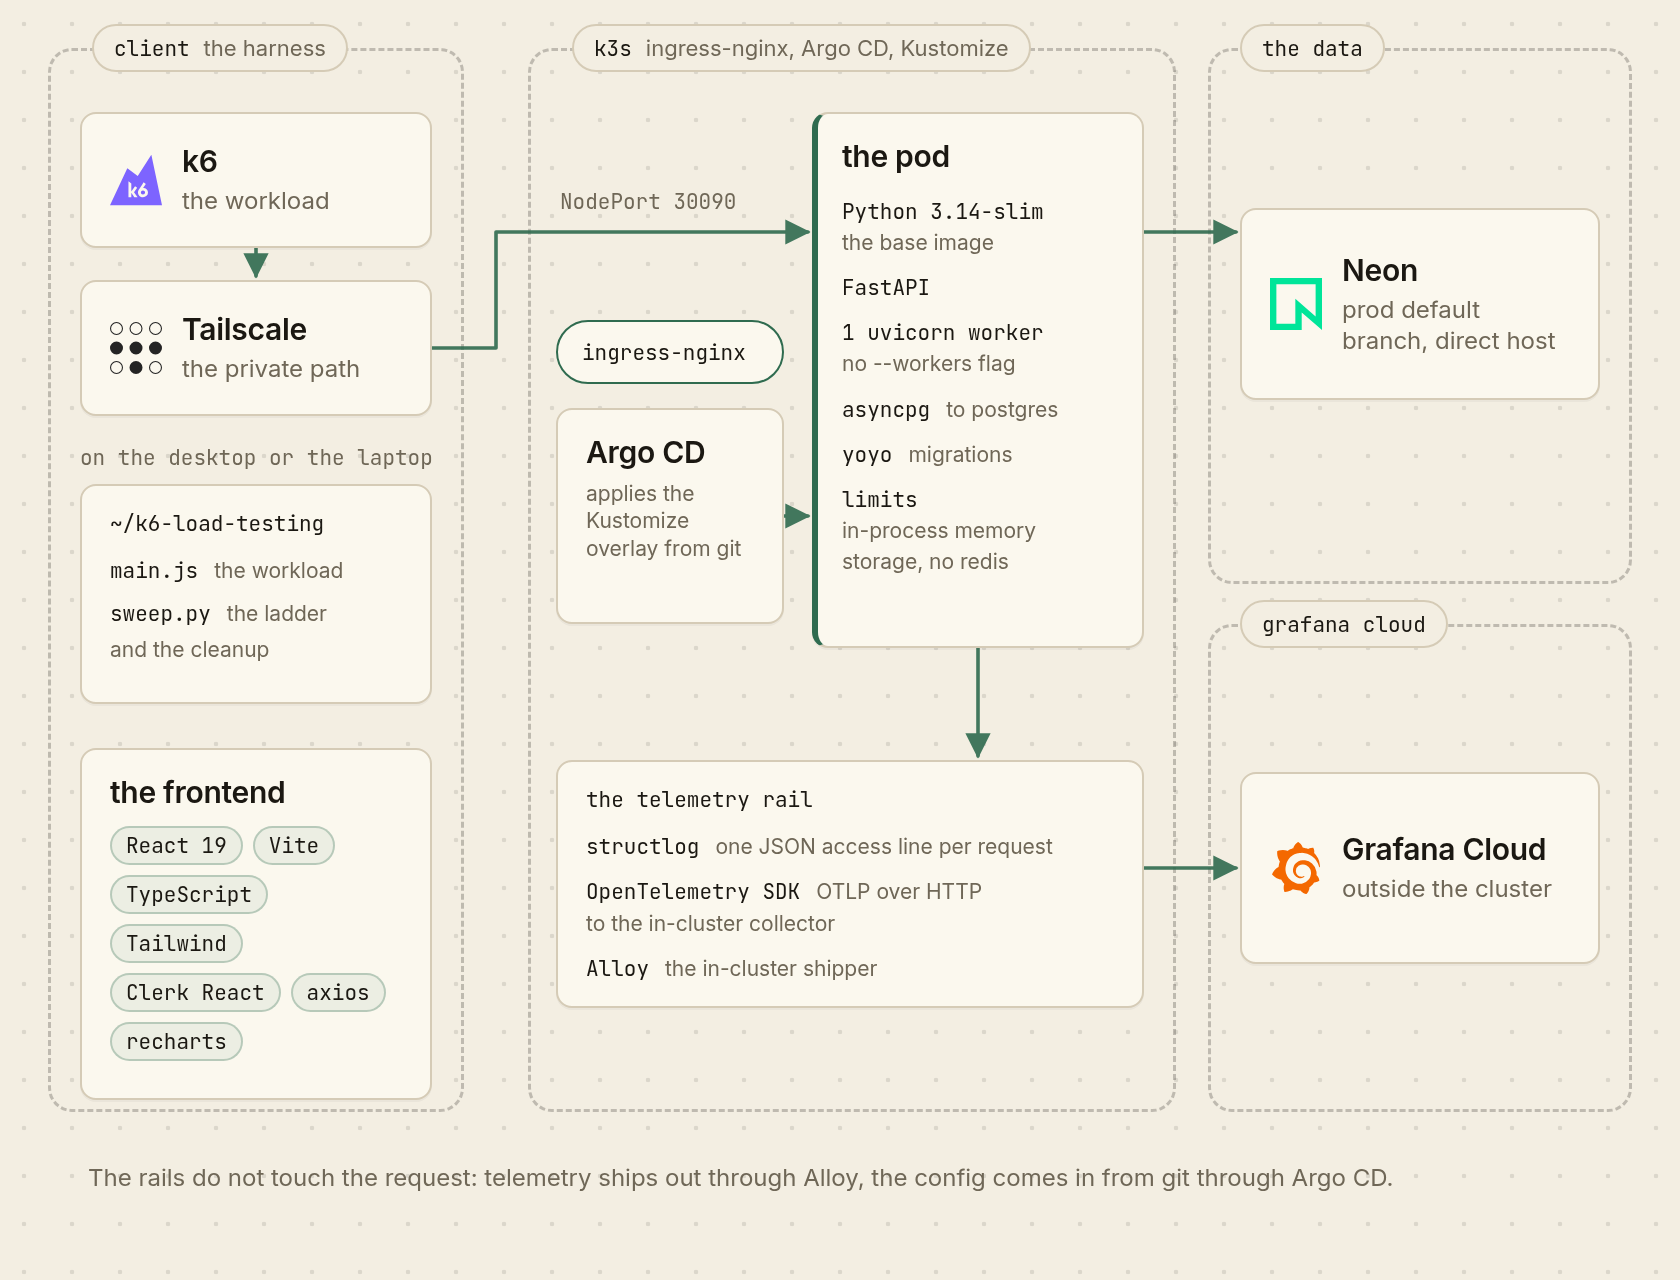 client the harness
k6
k6
the workload
Tailscale
the private path
on the desktop or the laptop
~/k6-load-testing
main.js the workload
sweep.py the ladder
and the cleanup
the frontend
React 19 Vite
TypeScript
Tailwind
Clerk React axios
recharts
k3s ingress-nginx, Argo CD, Kustomize
NodePort 30090
ingress-nginx
Argo CD
applies the
Kustomize
overlay from git
the pod
Python 3.14-slim
the base image
FastAPI
1 uvicorn worker
no --workers flag
asyncpg to postgres
yoyo migrations
limits
in-process memory
storage, no redis
the telemetry rail
structlog one JSON access line per request
OpenTelemetry SDK OTLP over HTTP
to the in-cluster collector
Alloy the in-cluster shipper
the data
Neon
prod default
branch, direct host
grafana cloud
Grafana Cloud
outside the cluster
The rails do not touch the request: telemetry ships out through Alloy, the config comes in from git through Argo CD.